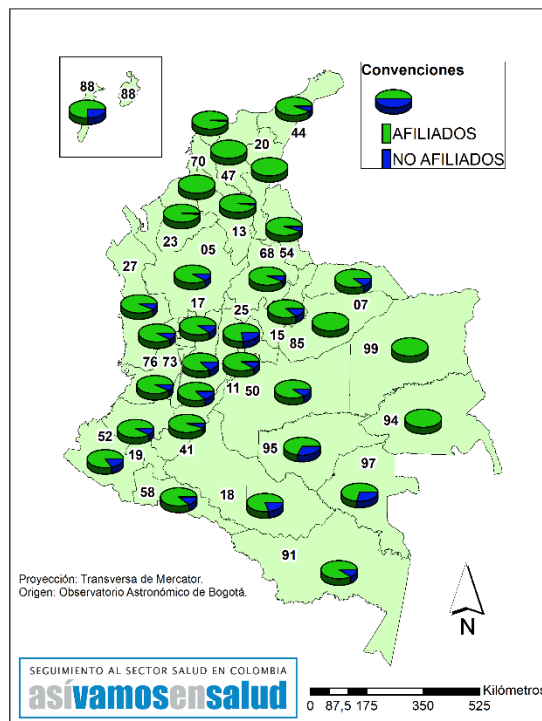 88
88
Convenciones
AFILIADOS
NO AFILIADOS
44
20
70
47
13
23
05
68 54
27
17
25
07
15
85
76 73
99
11 50
94
52
19
41
95
97
58
18
91
Proyección: Transversa de Mercator.
Origen: Observatorio Astronómico de Bogotá.
N
SEGUIMIENTO AL SECTOR SALUD EN COLOMBIA
asívamosensalud
Kilómetros
0 87,5 175 350 525